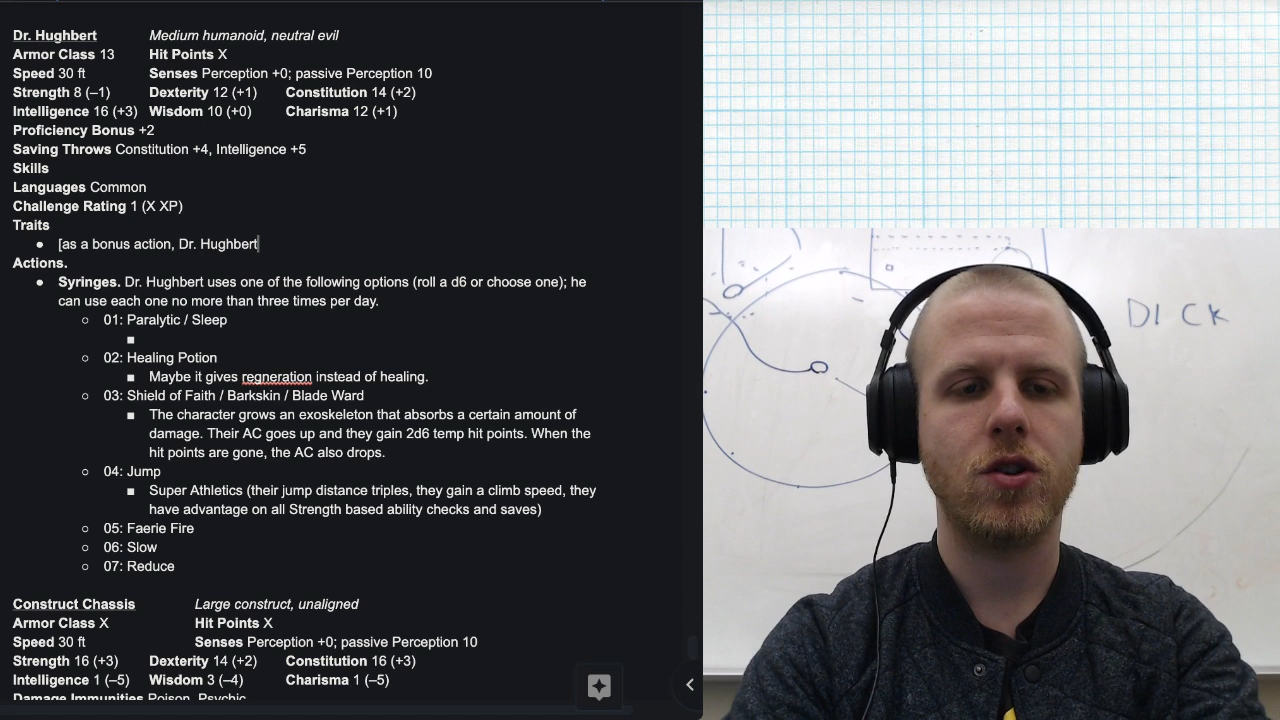 Dr. Hughbert Medium humanoid, neutral evil
Armor Class 13 Hit Points X
Speed 30 ft Senses Perception +0; passive Perception 10
Strength 8 (–1) Dexterity 12 (+1) Constitution 14 (+2)
Intelligence 16 (+3) Wisdom 10 (+0) Charisma 12 (+1)
Proficiency Bonus +2
Saving Throws Constitution +4, Intelligence +5
Skills
Languages Common
Challenge Rating 1 (X XP)
Traits
● [as a bonus action, Dr. Hughbert
Actions.
● Syringes. Dr. Hughbert uses one of the following options (roll a d6 or choose one); he
can use each one no more than three times per day.
○ 01: Paralytic / Sleep
■
○ 02: Healing Potion
■ Maybe it gives regneration instead of healing.
○ 03: Shield of Faith / Barkskin / Blade Ward
■ The character grows an exoskeleton that absorbs a certain amount of
damage. Their AC goes up and they gain 2d6 temp hit points. When the
hit points are gone, the AC also drops.
○ 04: Jump
■ Super Athletics (their jump distance triples, they gain a climb speed, they
have advantage on all Strength based ability checks and saves)
○ 05: Faerie Fire
○ 06: Slow
○ 07: Reduce
Construct Chassis Large construct, unaligned
Armor Class X Hit Points X
Speed 30 ft Senses Perception +0; passive Perception 10
Strength 16 (+3) Dexterity 14 (+2) Constitution 16 (+3)
Intelligence 1 (–5) Wisdom 3 (–4) Charisma 1 (–5)
Damage Immunities Poison, Psychic
DICK